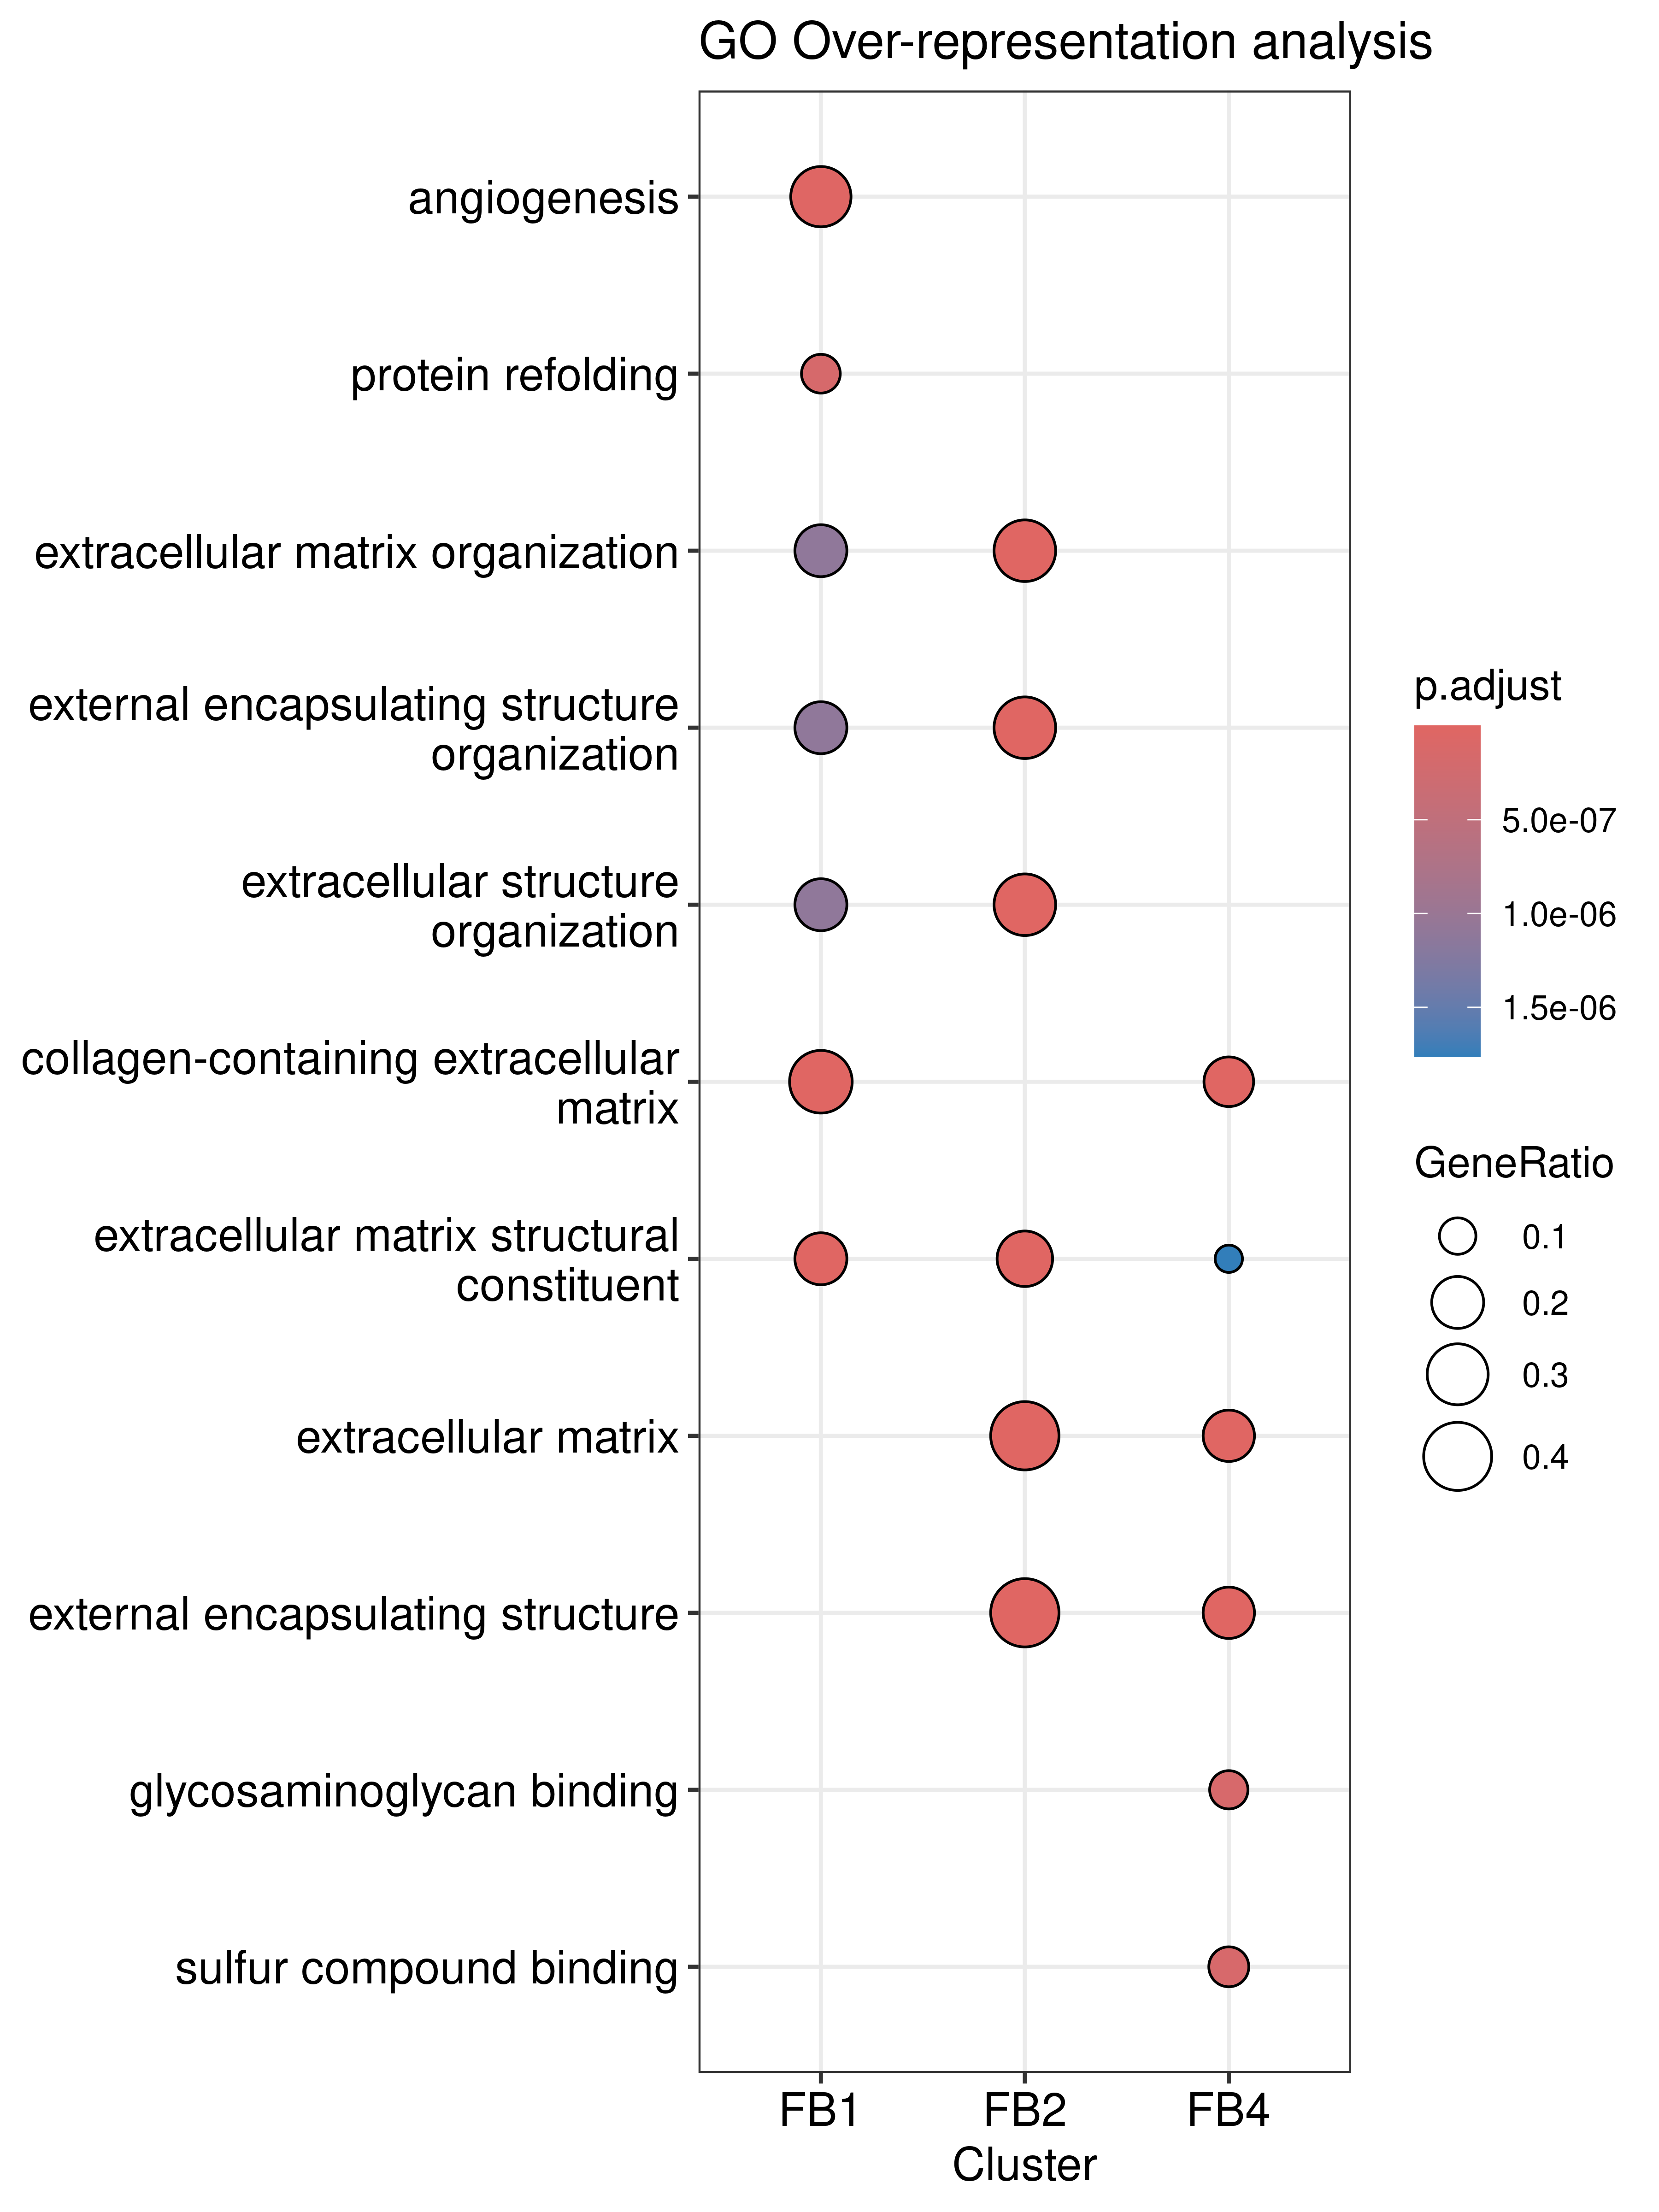 GO Over-representation analysis
angiogenesis
protein refolding
extracellular matrix organization
external encapsulating structure
organization
extracellular structure
organization
collagen-containing extracellular
matrix
extracellular matrix structural
constituent
extracellular matrix
external encapsulating structure
glycosaminoglycan binding
sulfur compound binding
FB1
FB2
FB4
Cluster
p.adjust
5.0e-07
1.0e-06
1.5e-06
GeneRatio
0.1
0.2
0.3
0.4